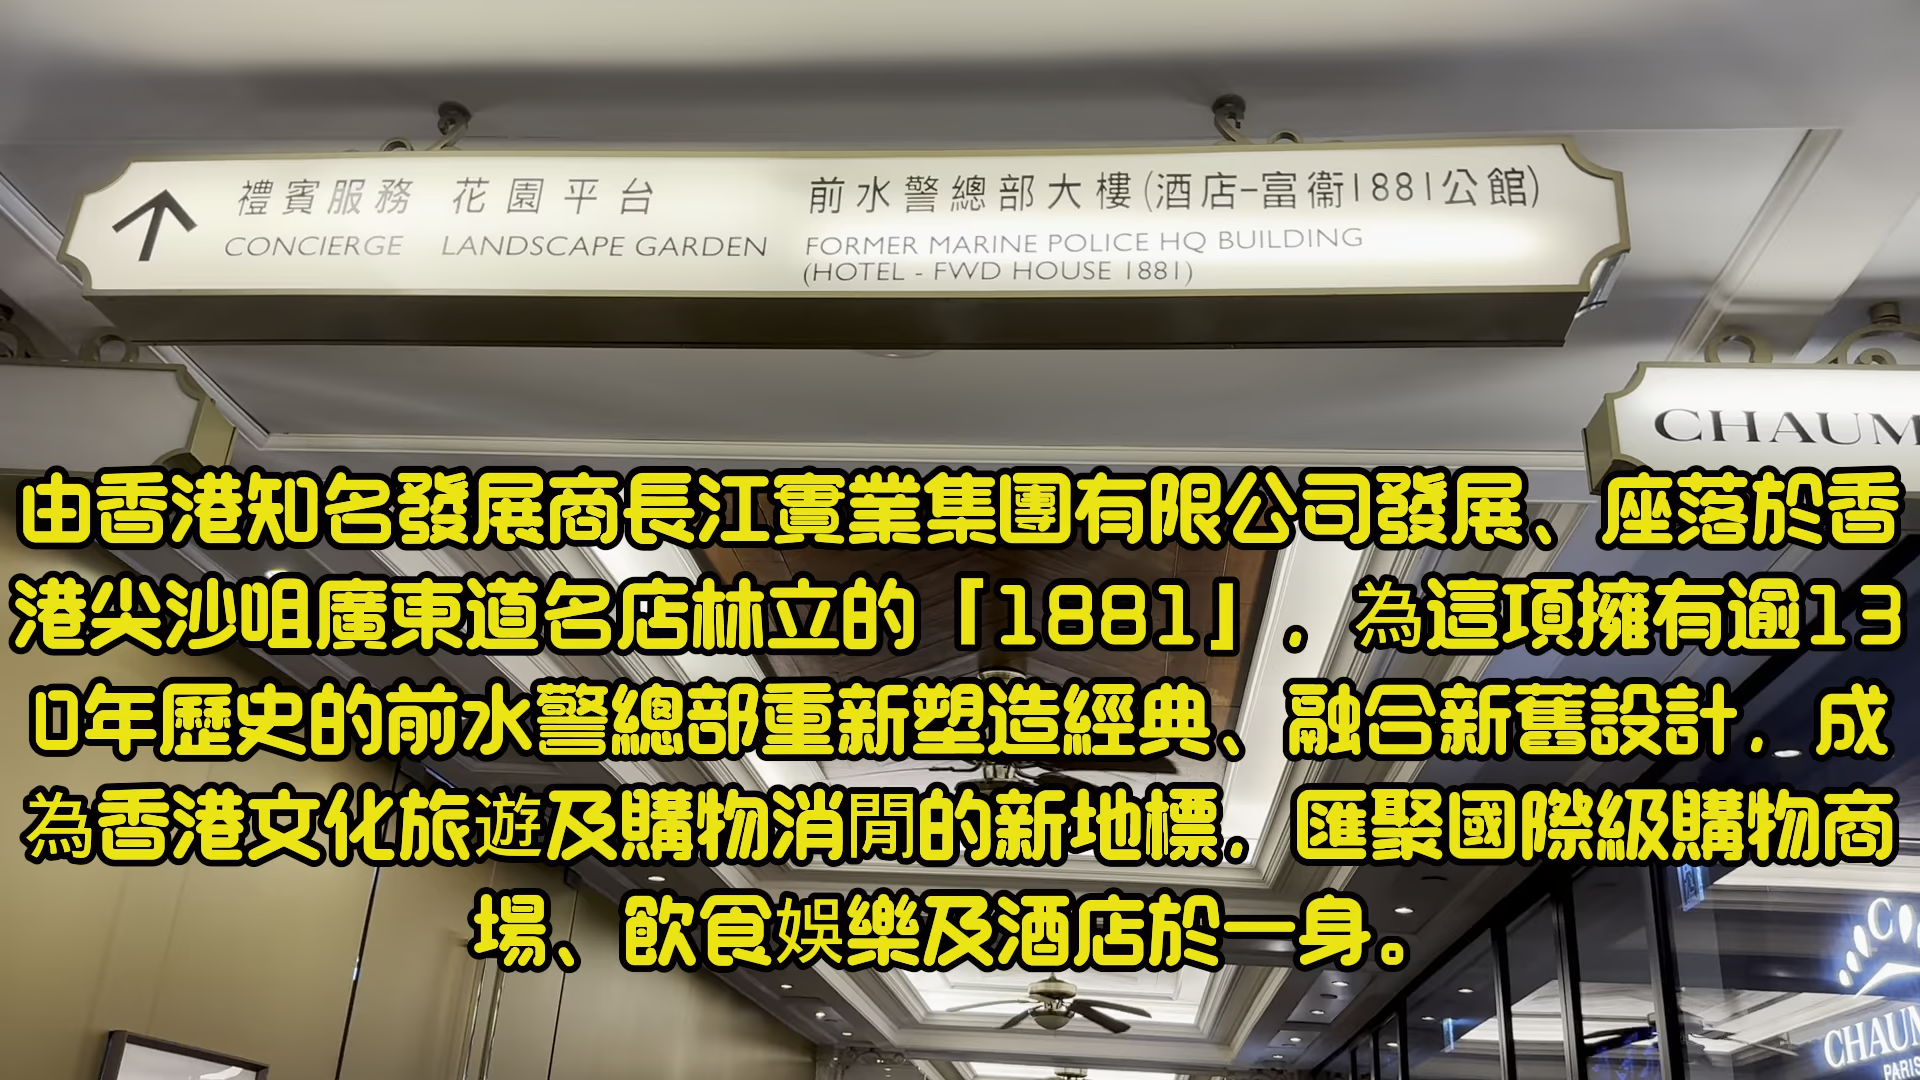 禮賓服務 花園平台 前水警總部大樓(酒店-富衞1881公館)
CONCIERGE LANDSCAPE GARDEN FORMER MARINE POLICE HQ BUILDING
(HOTEL - FWD HOUSE 1881)
CHAUM
由香港知名發展商長江實業集團有限公司發展、座落於香
港尖沙咀廣東道名店林立的「1881」，為這項擁有逾13
0年歷史的前水警總部重新塑造經典、融合新舊設計，成
為香港文化旅遊及購物消閒的新地標，匯聚國際級購物商
場、飲食娛樂及酒店於一身。
CHAUM
PARIS